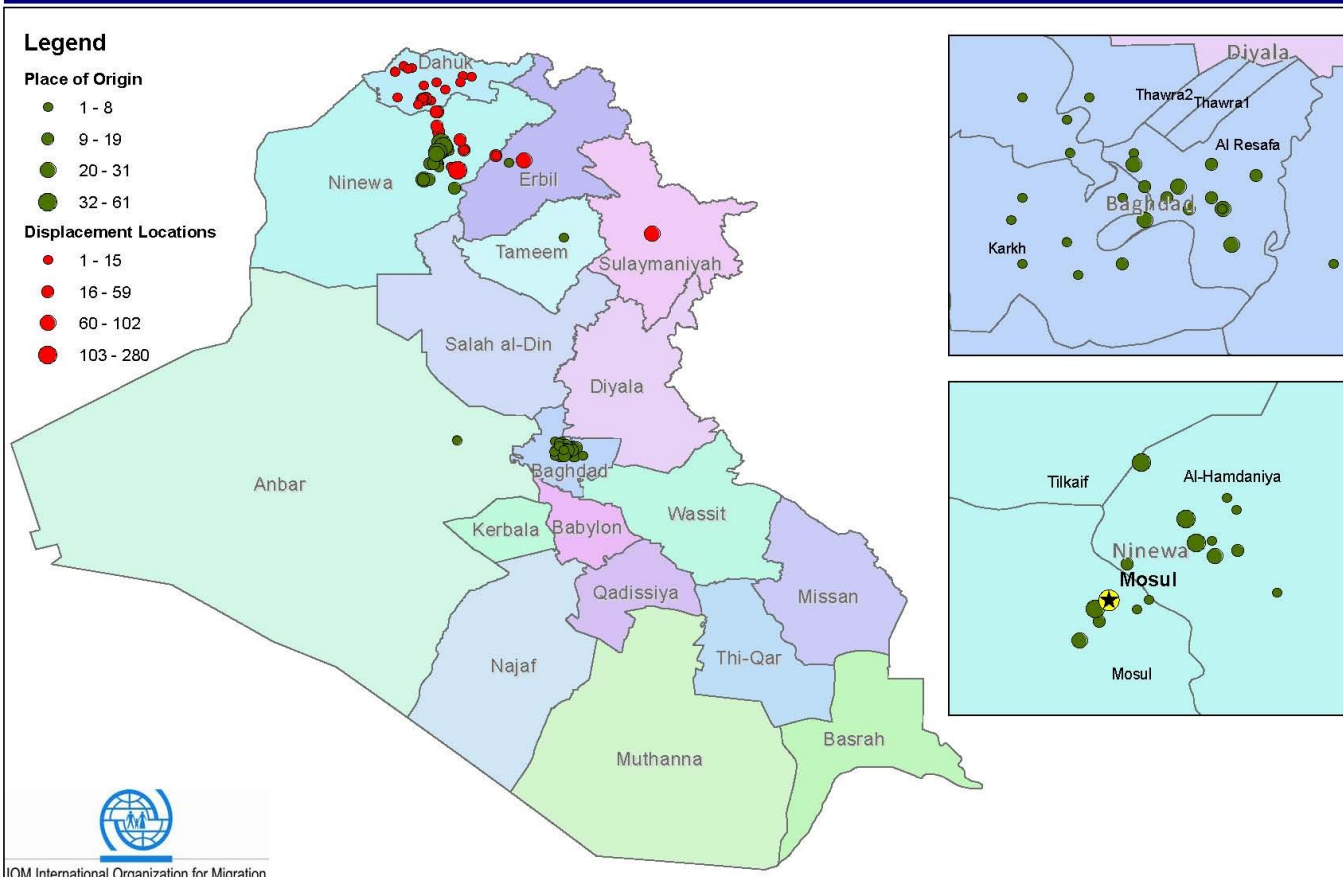 Legend
Place of Origin
1 - 8
9 - 19
20 - 31
32 - 61
Displacement Locations
1 - 15
16 - 59
60 - 102
103 - 280
Dahuk
Ninewa
Erbil
Tameem
Sulaymaniyah
Salah al-Din
Diyala
Anbar
Baghdad
Kerbala
Babylon
Wassit
Qadissiya
Missan
Najaf
Thi-Qar
Muthanna
Basrah
Diyala
Thawra2
Thawra1
Al Resafa
Baghdad
Karkh
Tilkaif
Al-Hamdaniya
Ninewa
Mosul
Mosul
IOM International Organization for Migration